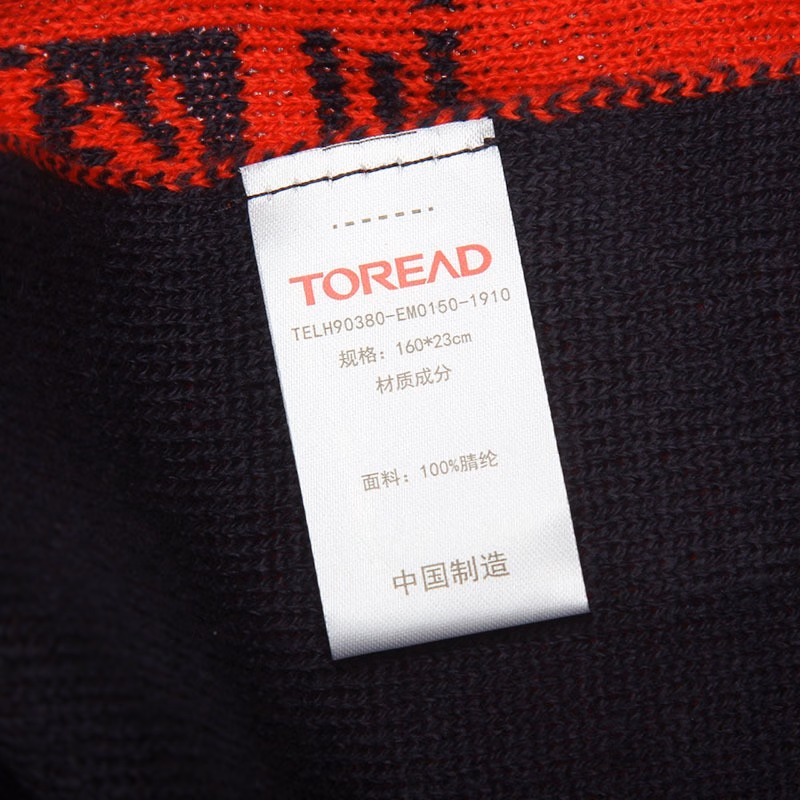 TOREAD
TELH90380-EM0150-1910
规格：160*23cm
材质成分
面料：100%腈纶
中国制造